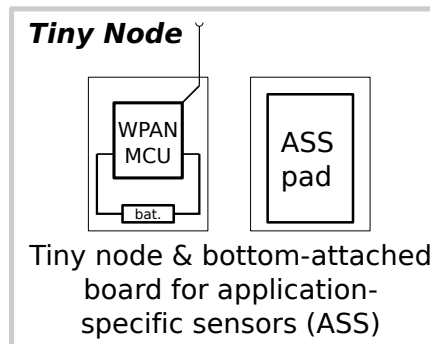 Tiny Node
WPAN
MCU
bat.
ASS
pad
Tiny node & bottom-attached
board for application-
specific sensors (ASS)